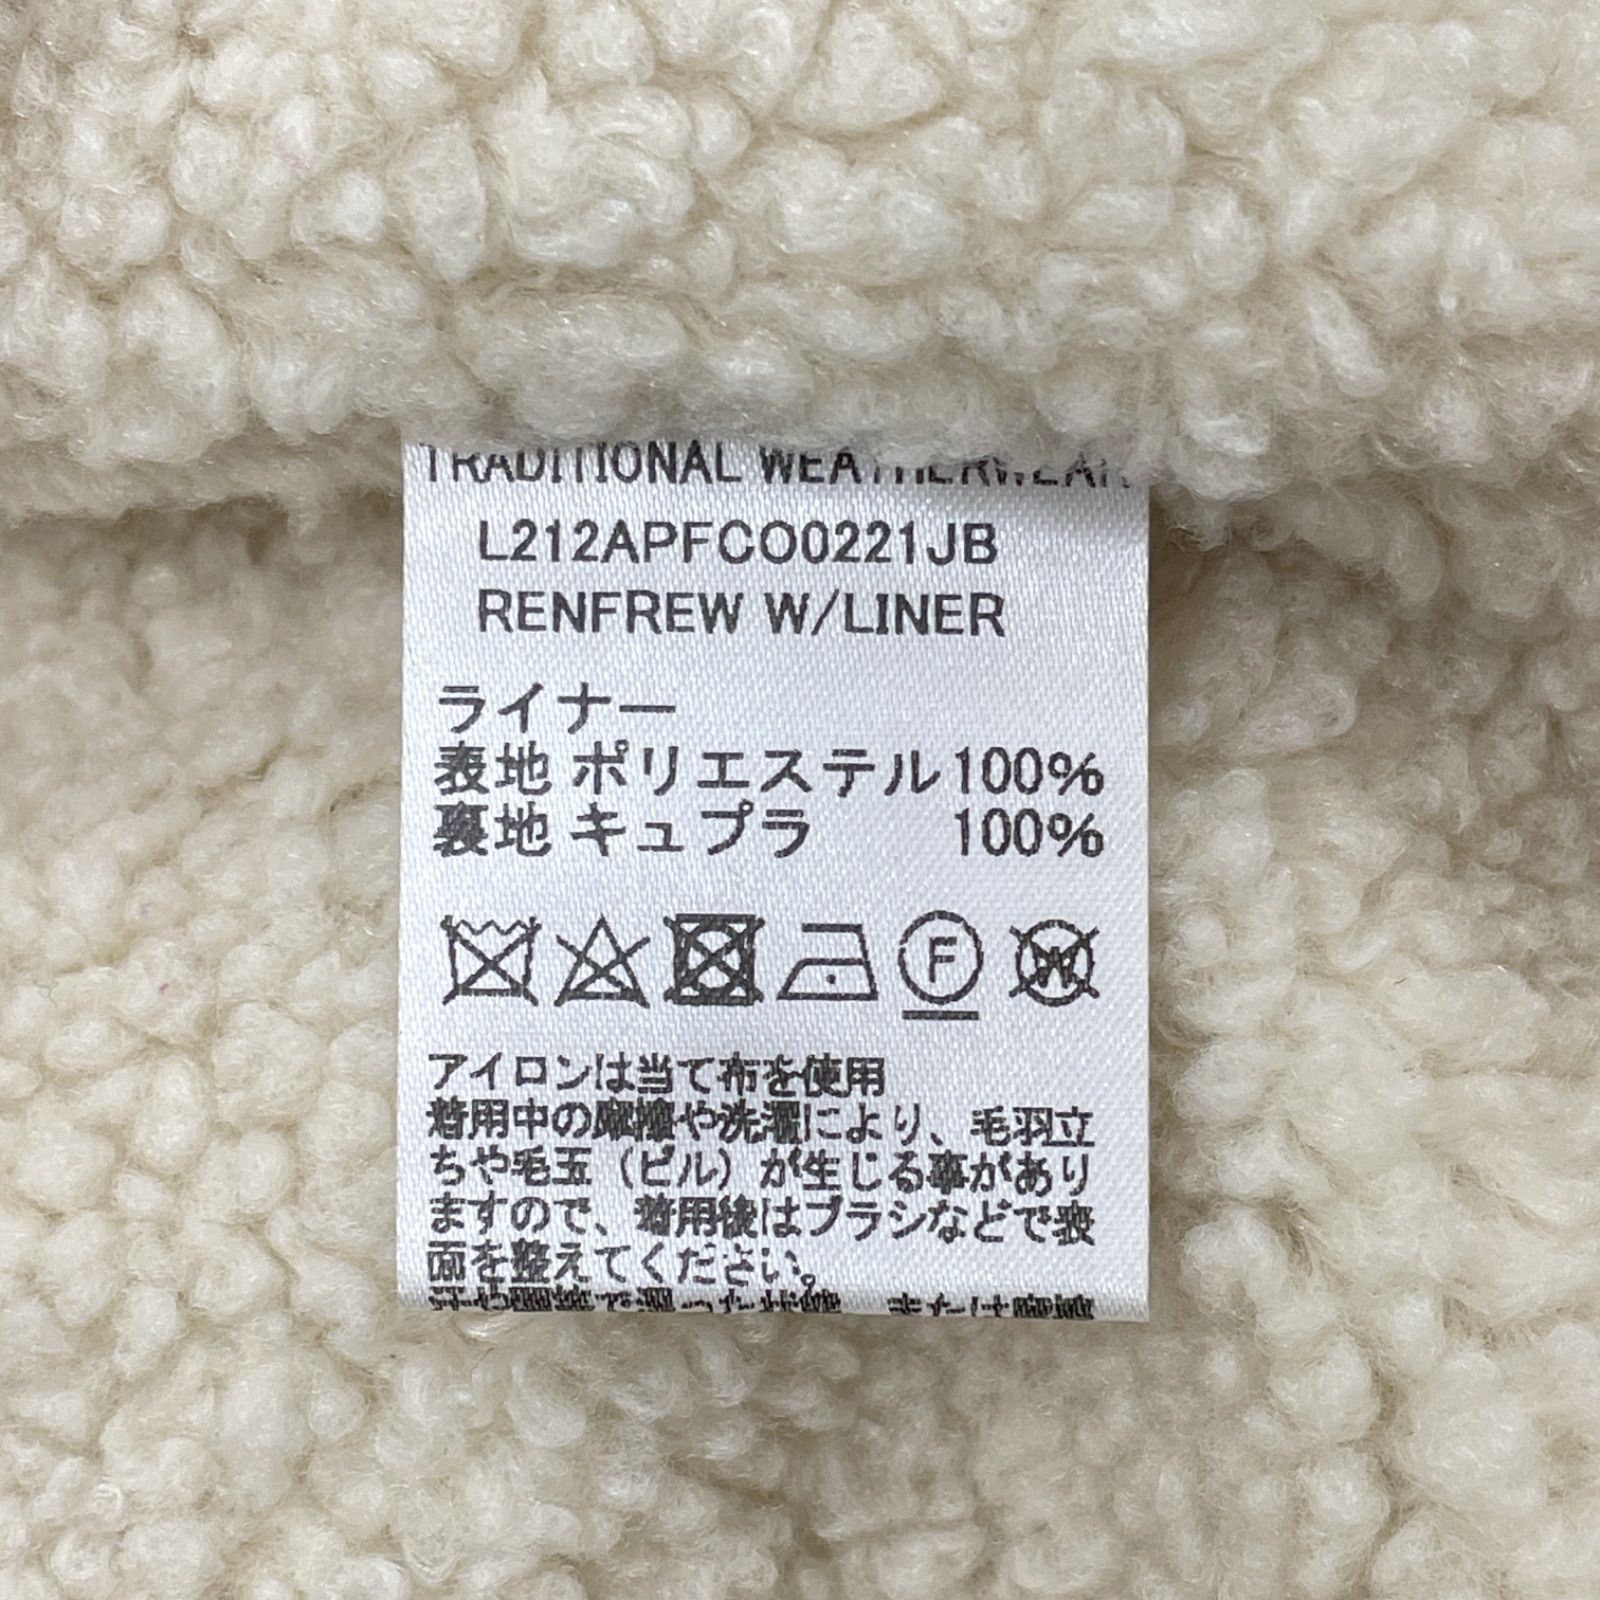 TRADITIONAL WEATHERWEAR
L212APFCO0221JB
RENFREW W/LINER
ライナー
表地 ポリエステル100%
裏地 キュプラ 100%
F
W
アイロンは当て布を使用
着用中の摩擦や洗濯により、毛羽立
ちや毛玉（ピル）が生じる事があり
ますので、着用後はブラシなどで表
面を整えてください。